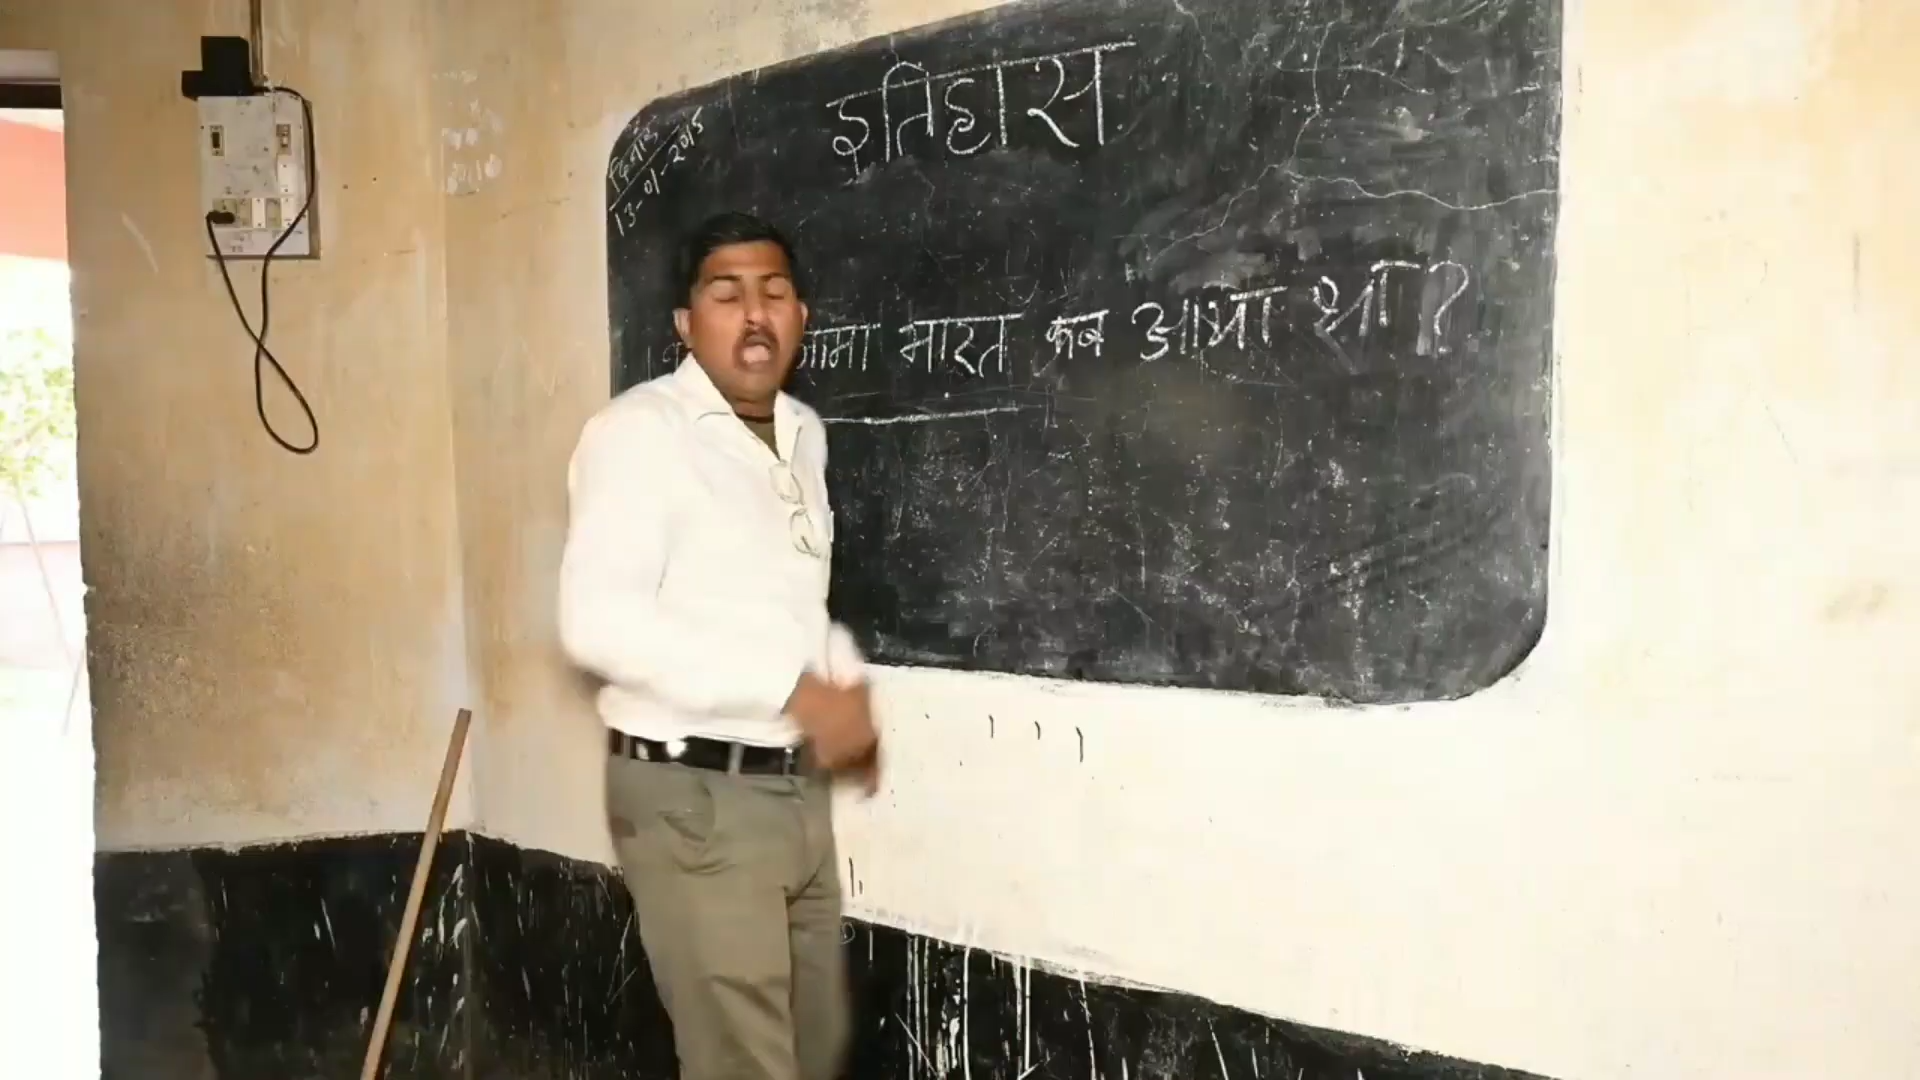 इतिहास
दिनांक
13-01-2015
गामा भारत कब आया था?